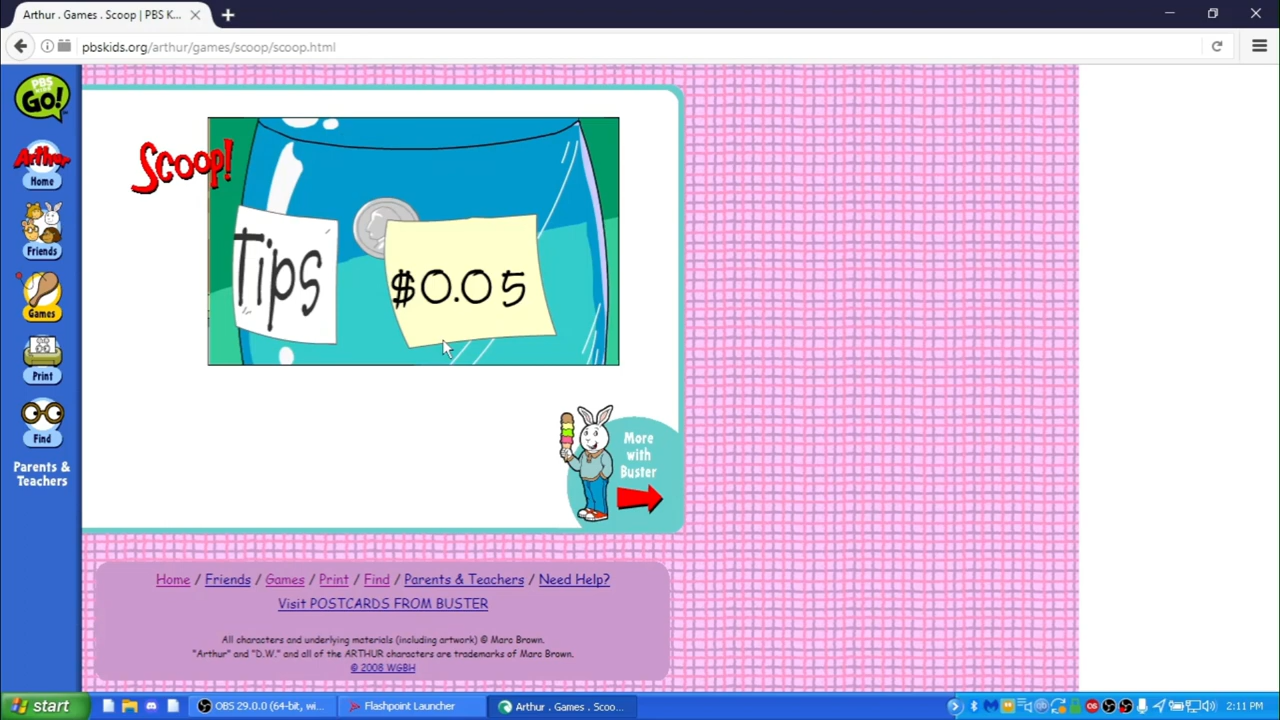 Arthur . Games . Scoop | PBS K...
pbskids.org/arthur/games/scoop/scoop.html
PBS KIDS
GO!
Arthur
Home
Friends
Games
Print
Find
Parents &
Teachers
Scoop!
Tips
$0.05
More
with
Buster
Home / Friends / Games / Print / Find / Parents & Teachers / Need Help?
Visit POSTCARDS FROM BUSTER
All characters and underlying materials (including artwork) © Marc Brown.
"Arthur" and "D.W." and all of the ARTHUR characters are trademarks of Marc Brown.
© 2008 WGBH
start
OBS 29.0.0 (64-bit, wi...
Flashpoint Launcher
Arthur . Games . Scoo...
2:11 PM